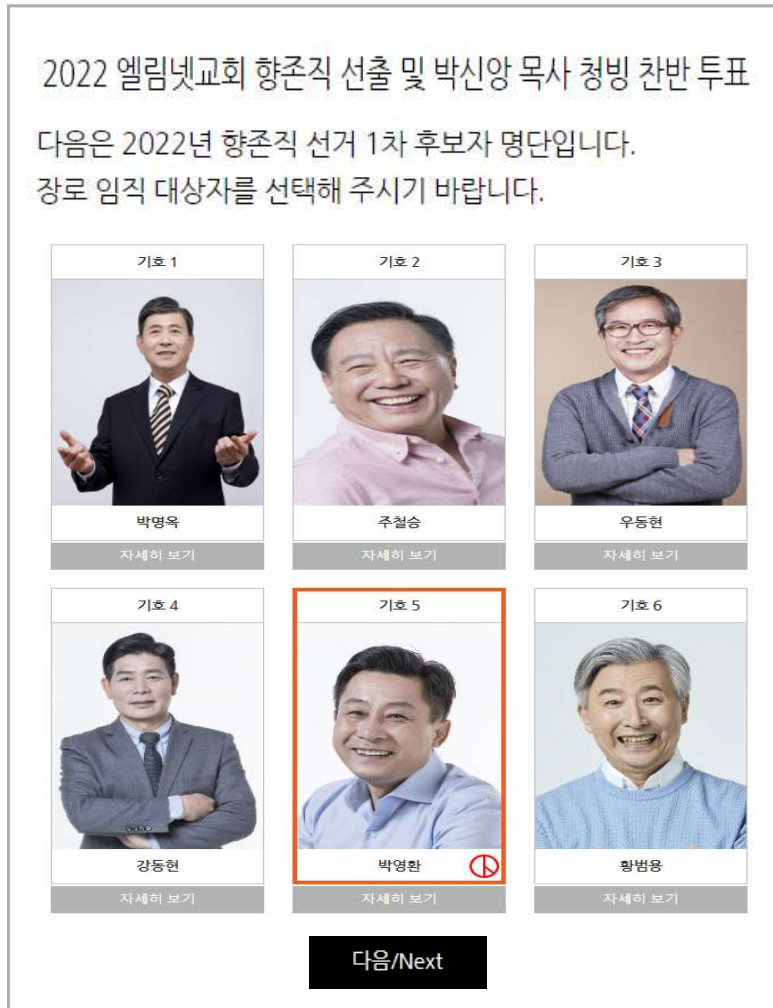 2022 엘림넷교회 향존직 선출 및 박신앙 목사 청빙 찬반 투표
다음은 2022년 향존직 선거 1차 후보자 명단입니다.
장로 임직 대상자를 선택해 주시기 바랍니다.
기호 1
기호 2
기호 3
박명옥
주철승
우동현
자세히 보기
자세히 보기
자세히 보기
기호 4
기호 5
기호 6
강동현
박영환
황범용
자세히 보기
자세히 보기
자세히 보기
다음/Next